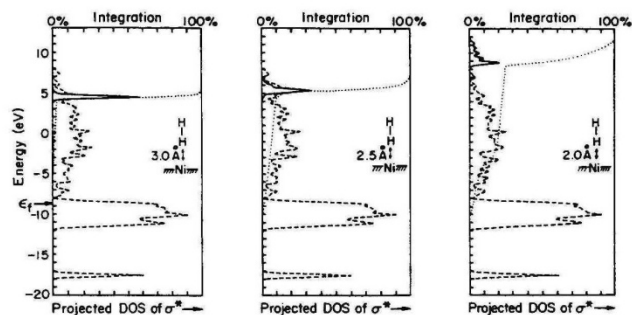 Integration
0% 100%
Integration
0% 100%
Integration
0% 100%
10
5
0
-5
-10
-15
-20
Energy (eV)
εf
H
H
3.0Å
Ni
H
H
2.5Å
Ni
H
H
2.0Å
Ni
Projected DOS of σ*
Projected DOS of σ*
Projected DOS of σ*